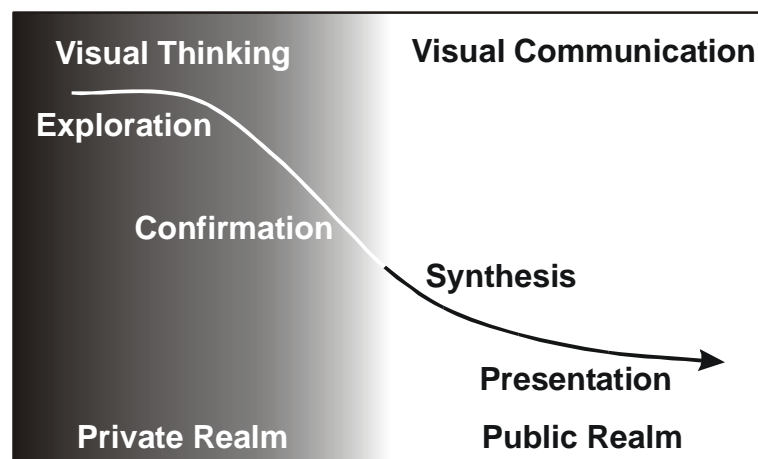 Visual Thinking
Visual Communication
Exploration
Confirmation
Synthesis
Presentation
Private Realm
Public Realm